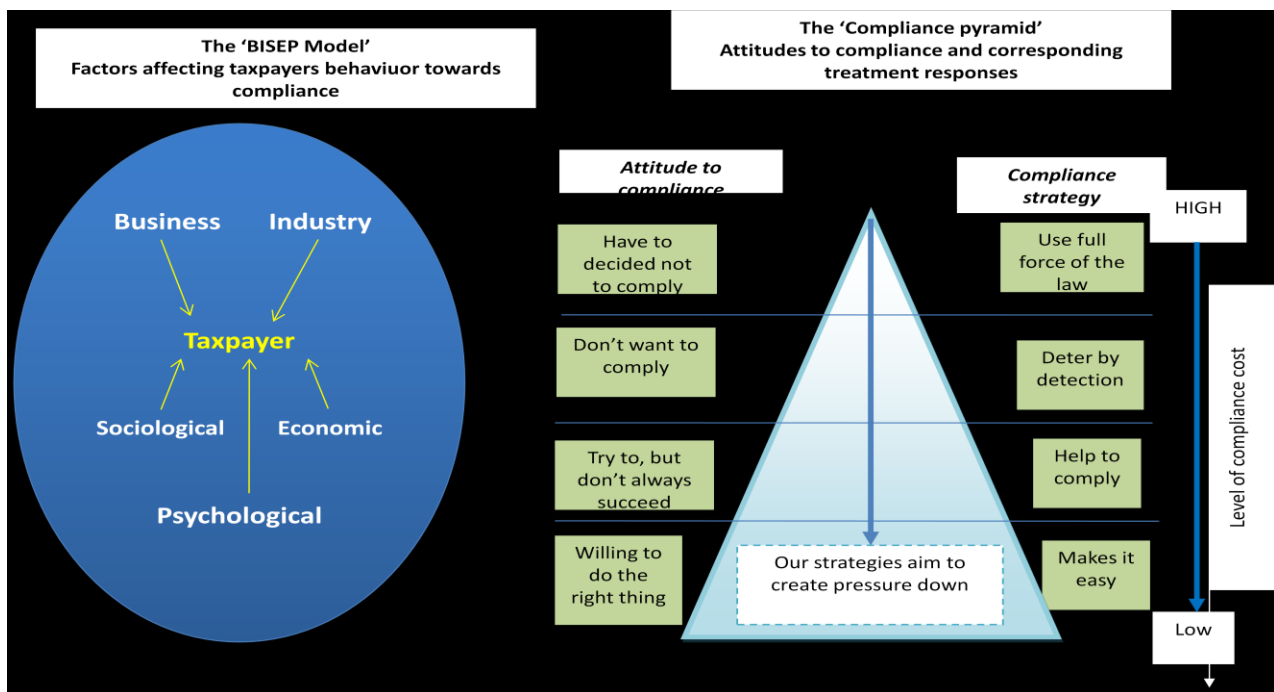 The ‘BISEP Model’
Factors affecting taxpayers behaviuor towards
compliance
Business
Industry
Taxpayer
Sociological
Economic
Psychological
The ‘Compliance pyramid’
Attitudes to compliance and corresponding
treatment responses
Attitude to
compliance
Compliance
strategy
HIGH
Have to
decided not
to comply
Use full
force of the
law
Don’t want to
comply
Deter by
detection
Try to, but
don’t always
succeed
Help to
comply
Willing to
do the
right thing
Our strategies aim to
create pressure down
Makes it
easy
Level of compliance cost
Low